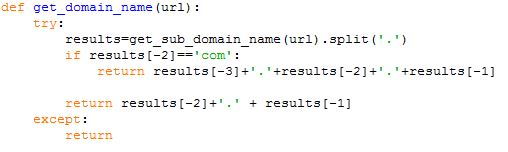 def get_domain_name(url):
    try:
        results=get_sub_domain_name(url).split('.')
        if results[-2]=='com':
            return results[-3]+'.'+results[-2]+'.'+results[-1]

        return results[-2]+'.' + results[-1]
    except:
        return